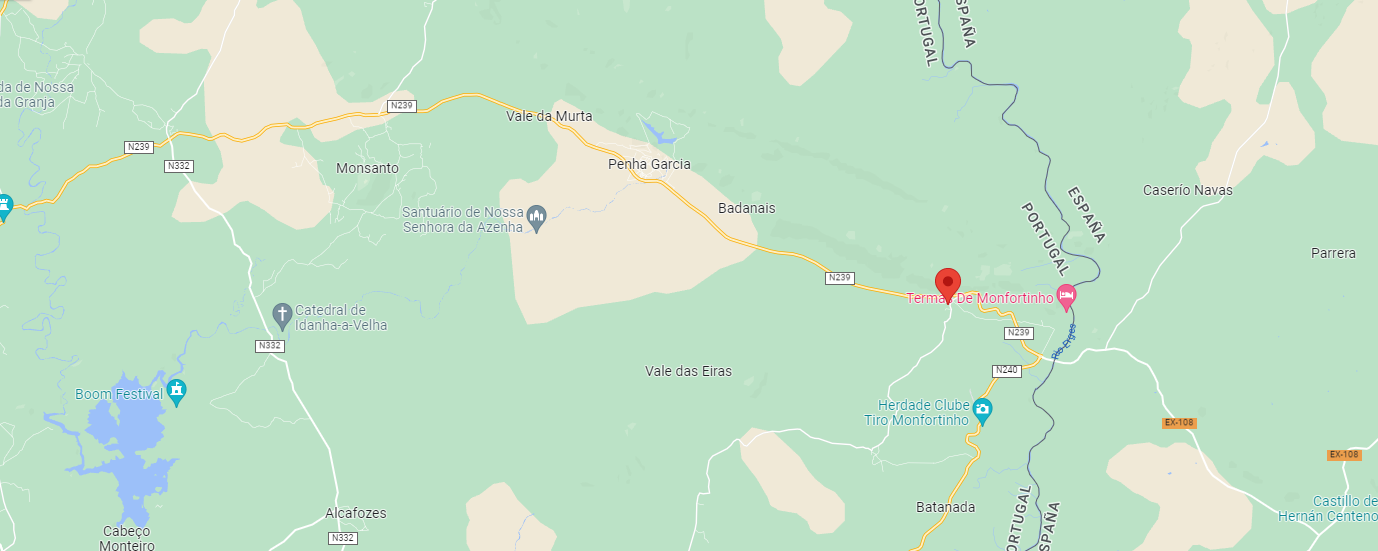 PORTUGAL
ESPAÑA
da de Nossa
da Granja
N239
Vale da Murta
N239
N332
Monsanto
Penha Garcia
Caserío Navas
Santuário de Nossa
Senhora da Azenha
Badanais
ESPAÑA
PORTUGAL
Parrera
N239
Catedral de
Idanha-a-Velha
Termas De Monfortinho
N239
Rio Erges
N332
Vale das Eiras
N240
Boom Festival
Herdade Clube
Tiro Monfortinho
EX-108
EX-108
Alcafozes
Batanada
Castillo de
Hernán Centeno
Cabeço
Monteiro
N332
PORTUGAL
ESPAÑA